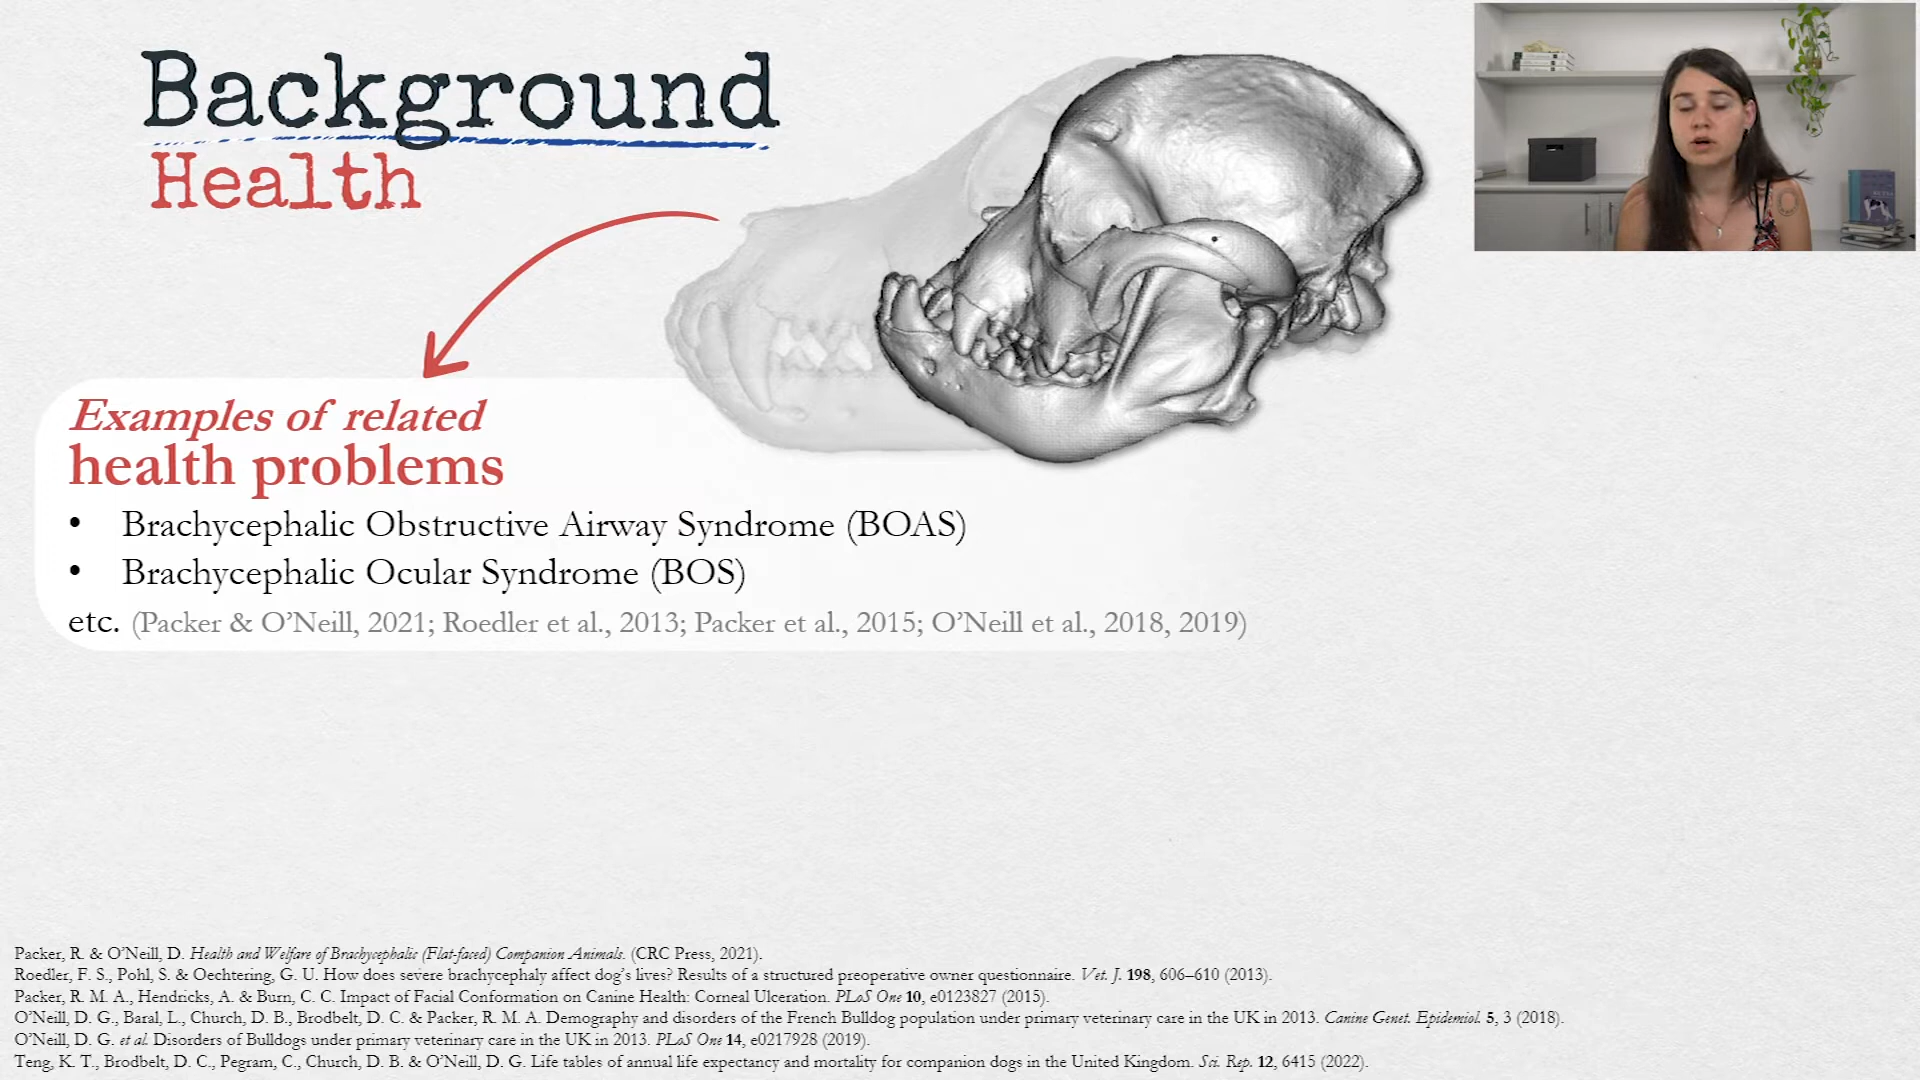 Background
Health
Examples of related
health problems
• Brachycephalic Obstructive Airway Syndrome (BOAS)
• Brachycephalic Ocular Syndrome (BOS)
etc. (Packer & O’Neill, 2021; Roedler et al., 2013; Packer et al., 2015; O’Neill et al., 2018, 2019)
Packer, R. & O’Neill, D. Health and Welfare of Brachycephalic (Flat-faced) Companion Animals. (CRC Press, 2021).
Roedler, F. S., Pohl, S. & Oechtering, G. U. How does severe brachycephaly affect dog’s lives? Results of a structured preoperative owner questionnaire. Vet. J. 198, 606–610 (2013).
Packer, R. M. A., Hendricks, A. & Burn, C. C. Impact of Facial Conformation on Canine Health: Corneal Ulceration. PLoS One 10, e0123827 (2015).
O’Neill, D. G., Baral, L., Church, D. B., Brodbelt, D. C. & Packer, R. M. A. Demography and disorders of the French Bulldog population under primary veterinary care in the UK in 2013. Canine Genet. Epidemiol. 5, 3 (2018).
O’Neill, D. G. et al. Disorders of Bulldogs under primary veterinary care in the UK in 2013. PLoS One 14, e0217928 (2019).
Teng, K. T., Brodbelt, D. C., Pegram, C., Church, D. B. & O’Neill, D. G. Life tables of annual life expectancy and mortality for companion dogs in the United Kingdom. Sci. Rep. 12, 6415 (2022).